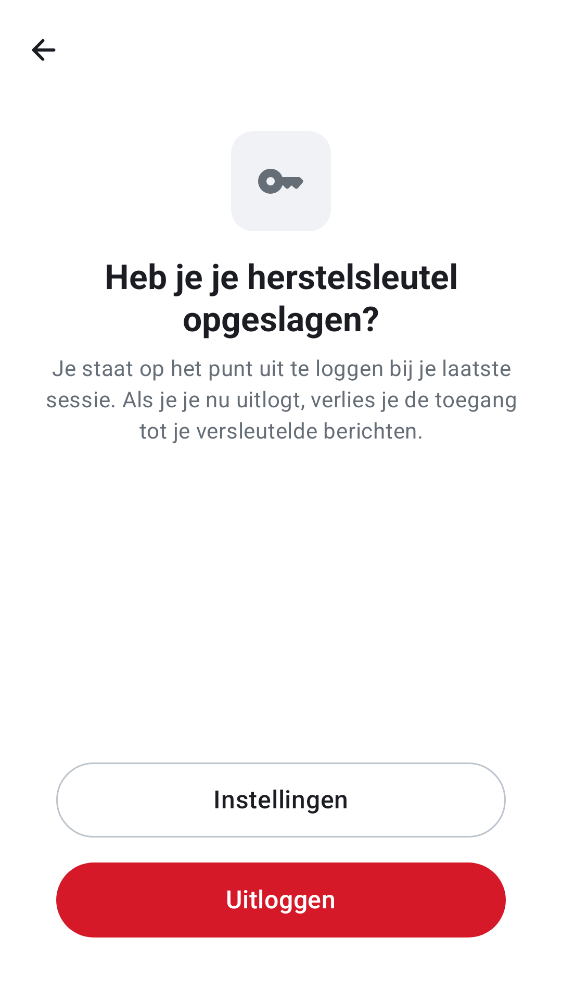 Heb je je herstelsleutel
opgeslagen?
Je staat op het punt uit te loggen bij je laatste
sessie. Als je je nu uitlogt, verlies je de toegang
tot je versleutelde berichten.
Instellingen
Uitloggen